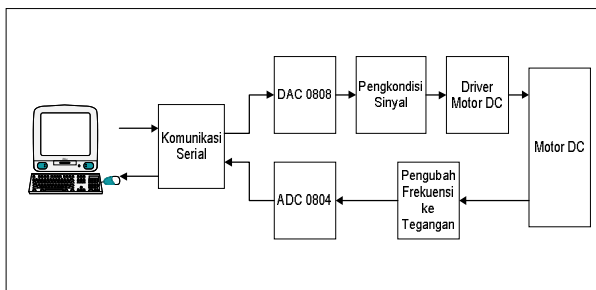 Komunikasi
Serial
DAC 0808
Pengkondisi
Sinyal
Driver
Motor DC
Motor DC
Pengubah
Frekuensi
ke
Tegangan
ADC 0804